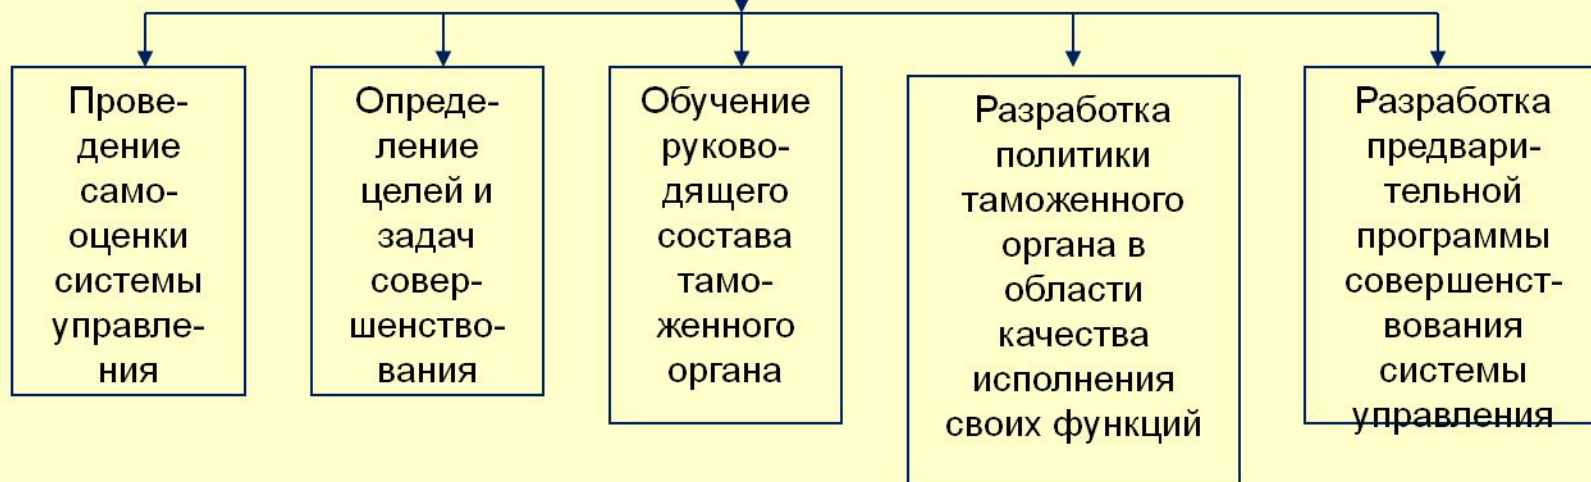 Прове-
дение
само-
оценки
системы
управле-
ния
Опреде-
ление
целей и
задач
совер-
шенство-
вания
Обучение
руково-
дящего
состава
тамо-
женного
органа
Разработка
политики
таможенного
органа в
области
качества
исполнения
своих функций
Разработка
предвари-
тельной
программы
совершенст-
вования
системы
управления